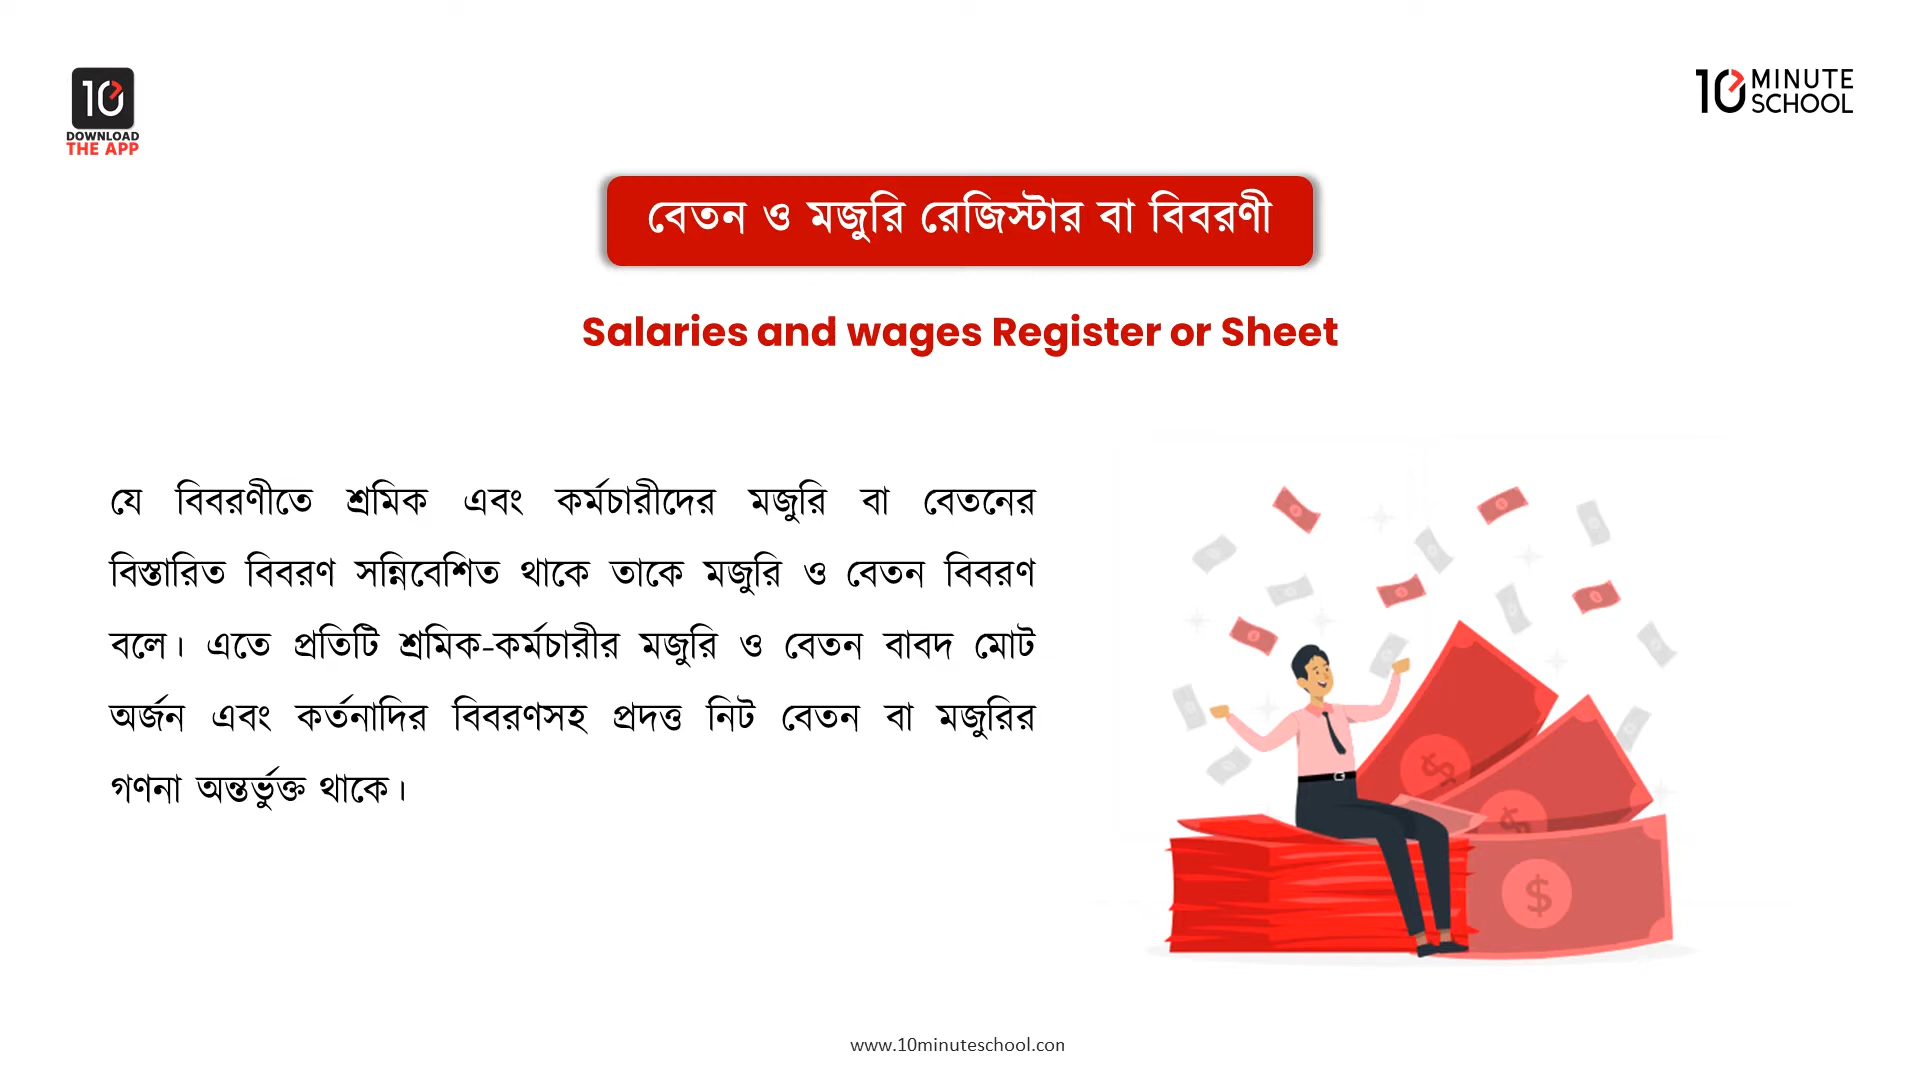 10
DOWNLOAD
THE APP
10 MINUTE
SCHOOL
বেতন ও মজুরি রেজিস্টার বা বিবরণী
Salaries and wages Register or Sheet
যে বিবরণীতে শ্রমিক এবং কর্মচারীদের মজুরি বা বেতনের
বিস্তারিত বিবরণ সন্নিবেশিত থাকে তাকে মজুরি ও বেতন বিবরণ
বলে। এতে প্রতিটি শ্রমিক-কর্মচারীর মজুরি ও বেতন বাবদ মোট
অর্জন এবং কর্তনাদির বিবরণসহ প্রদত্ত নিট বেতন বা মজুরির
গণনা অন্তর্ভুক্ত থাকে।
www.10minuteschool.con